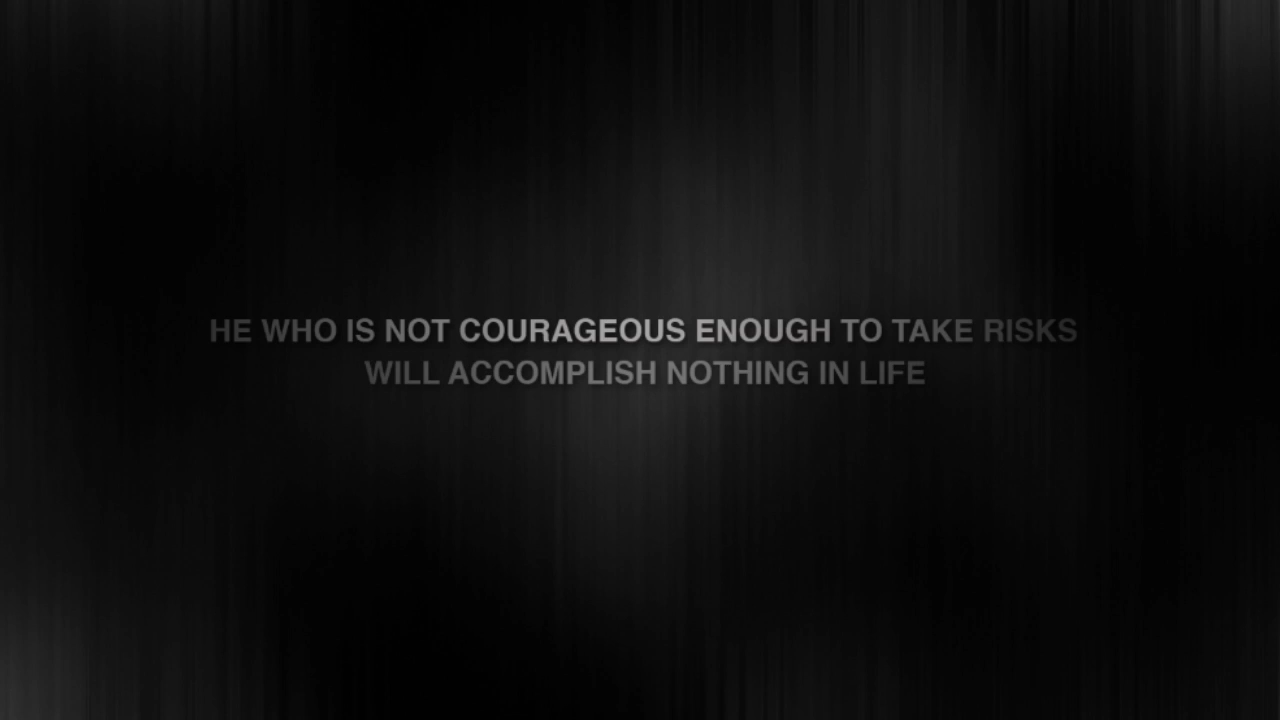 HE WHO IS NOT COURAGEOUS ENOUGH TO TAKE RISKS
WILL ACCOMPLISH NOTHING IN LIFE